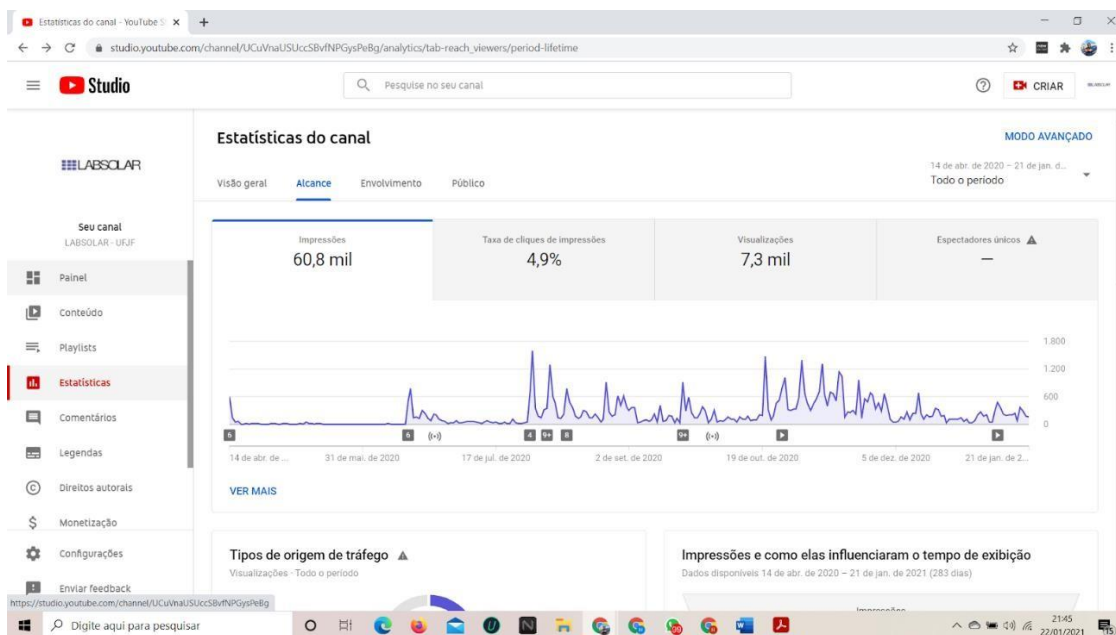 Estatísticas do canal - YouTube S
studio.youtube.com/channel/UCuVnaUSUccSBvfNPGysPeBg/analytics/tab-reach_viewers/period-lifetime
Studio
Pesquise no seu canal
CRIAR
LABSOLAR
Seu canal
LABSOLAR - UFJF
Painel
Conteúdo
Playlists
Estatísticas
Comentários
Legendas
Direitos autorais
Monetização
Configurações
Enviar feedback
https://studio.youtube.com/channel/UCuVnaUSUccSBvfNPGysPeBg
Estatísticas do canal
MODO AVANÇADO
14 de abr. de 2020 – 21 de jan. d...
Todo o período
Visão geral Alcance Envolvimento Público
Impressões
60,8 mil
Taxa de cliques de impressões
4,9%
Visualizações
7,3 mil
Espectadores únicos
—
1.800
1.200
600
0
6 6 4 9+ 8 9+
14 de abr. de ... 31 de mai. de 2020 17 de jul. de 2020 2 de set. de 2020 19 de out. de 2020 5 de dez. de 2020 21 de jan. de 2...
VER MAIS
Tipos de origem de tráfego
Visualizações - Todo o período
Impressões e como elas influenciaram o tempo de exibição
Dados disponíveis 14 de abr. de 2020 – 21 de jan. de 2021 (283 dias)
Impressões
Digite aqui para pesquisar
21:45
22/01/2021